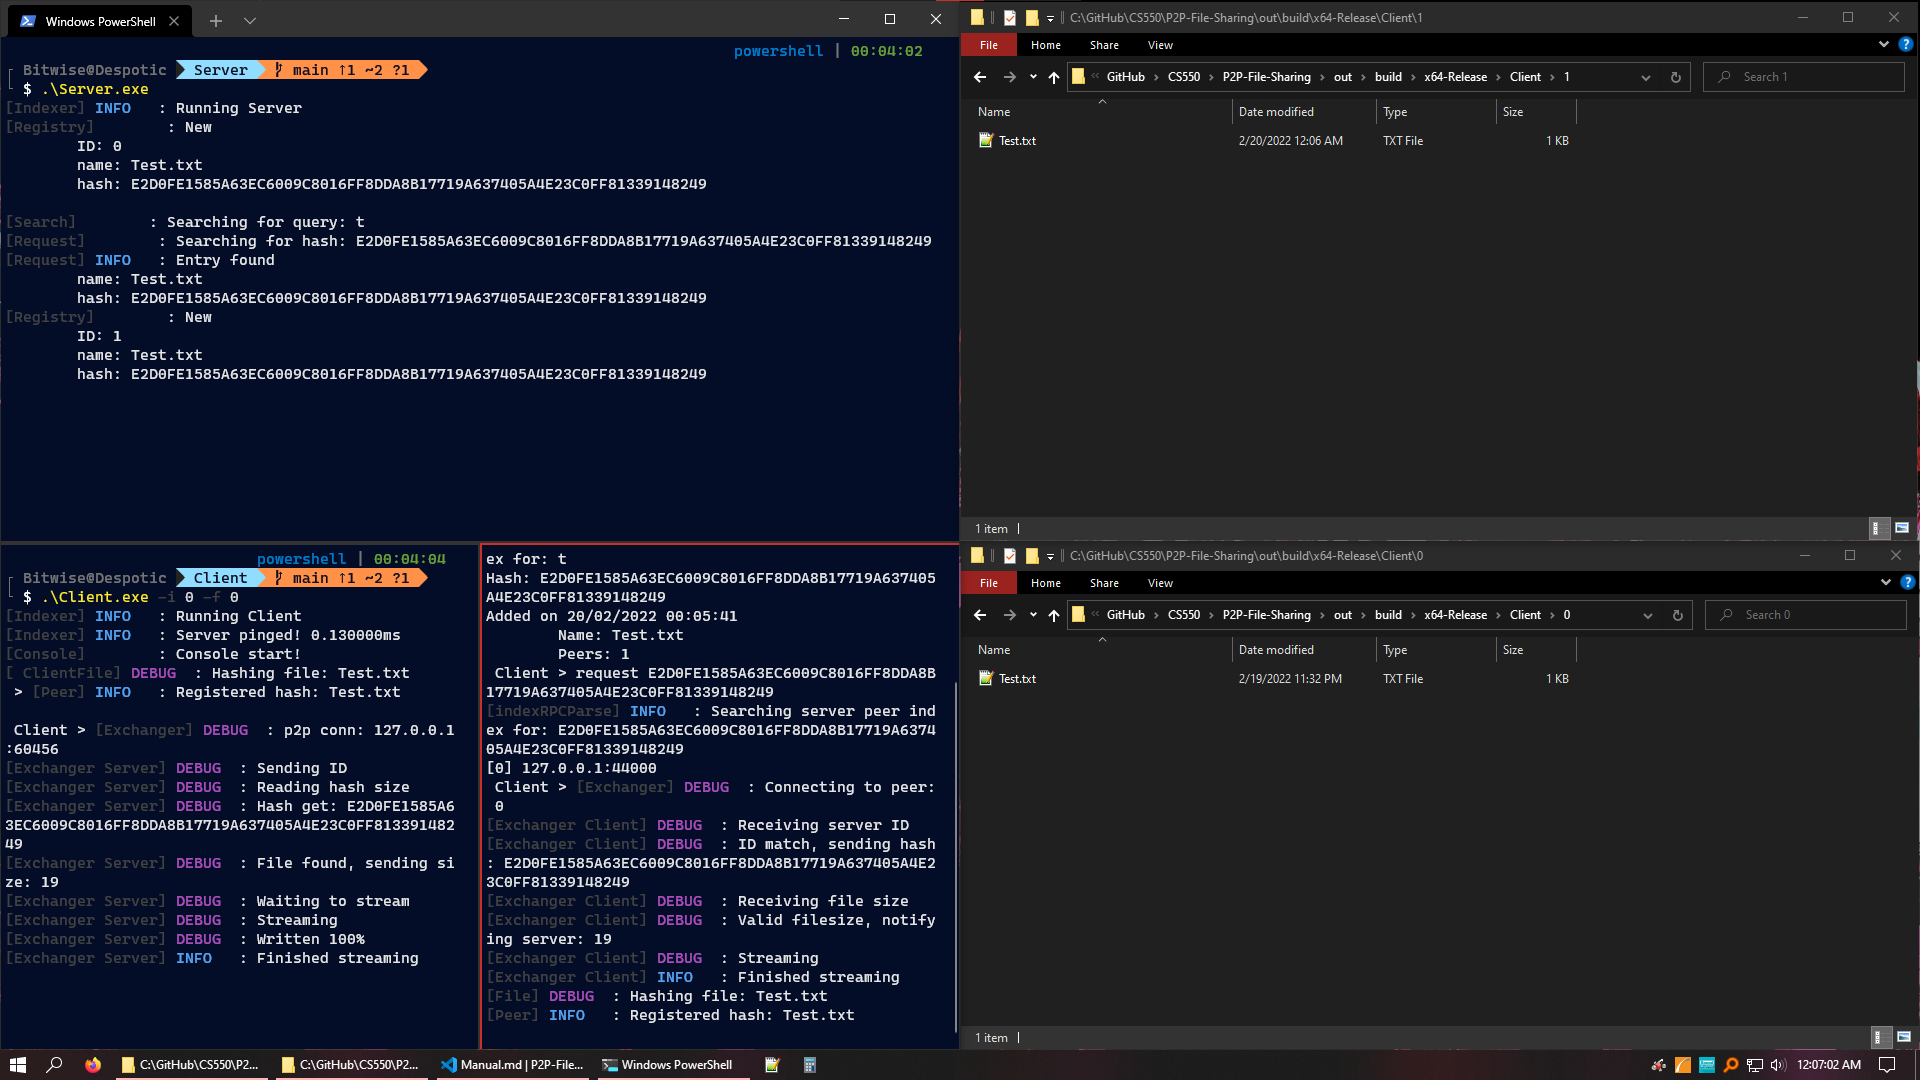 Windows PowerShell
powershell | 00:04:02
Bitwise@Despotic Server main ↑1 ~2 ?1
$ .\Server.exe
[Indexer] INFO : Running Server
[Registry] : New
ID: 0
name: Test.txt
hash: E2D0FE1585A63EC6009C8016FF8DDA8B17719A637405A4E23C0FF81339148249
[Search] : Searching for query: t
[Request] : Searching for hash: E2D0FE1585A63EC6009C8016FF8DDA8B17719A637405A4E23C0FF81339148249
[Request] INFO : Entry found
name: Test.txt
hash: E2D0FE1585A63EC6009C8016FF8DDA8B17719A637405A4E23C0FF81339148249
[Registry] : New
ID: 1
name: Test.txt
hash: E2D0FE1585A63EC6009C8016FF8DDA8B17719A637405A4E23C0FF81339148249
powershell | 00:04:04
Bitwise@Despotic Client main ↑1 ~2 ?1
$ .\Client.exe -i 0 -f 0
[Indexer] INFO : Running Client
[Indexer] INFO : Server pinged! 0.130000ms
[Console] : Console start!
[ ClientFile] DEBUG : Hashing file: Test.txt
> [Peer] INFO : Registered hash: Test.txt
Client > [Exchanger] DEBUG : p2p conn: 127.0.0.1
:60456
[Exchanger Server] DEBUG : Sending ID
[Exchanger Server] DEBUG : Reading hash size
[Exchanger Server] DEBUG : Hash get: E2D0FE1585A6
3EC6009C8016FF8DDA8B17719A637405A4E23C0FF813391482
49
[Exchanger Server] DEBUG : File found, sending si
ze: 19
[Exchanger Server] DEBUG : Waiting to stream
[Exchanger Server] DEBUG : Streaming
[Exchanger Server] DEBUG : Written 100%
[Exchanger Server] INFO : Finished streaming
ex for: t
Hash: E2D0FE1585A63EC6009C8016FF8DDA8B17719A637405
A4E23C0FF81339148249
Added on 20/02/2022 00:05:41
Name: Test.txt
Peers: 1
Client > request E2D0FE1585A63EC6009C8016FF8DDA8B
17719A637405A4E23C0FF81339148249
[indexRPCParse] INFO : Searching server peer ind
ex for: E2D0FE1585A63EC6009C8016FF8DDA8B17719A6374
05A4E23C0FF81339148249
[0] 127.0.0.1:44000
Client > [Exchanger] DEBUG : Connecting to peer:
0
[Exchanger Client] DEBUG : Receiving server ID
[Exchanger Client] DEBUG : ID match, sending hash
: E2D0FE1585A63EC6009C8016FF8DDA8B17719A637405A4E2
3C0FF81339148249
[Exchanger Client] DEBUG : Receiving file size
[Exchanger Client] DEBUG : Valid filesize, notify
ing server: 19
[Exchanger Client] DEBUG : Streaming
[Exchanger Client] INFO : Finished streaming
[File] DEBUG : Hashing file: Test.txt
[Peer] INFO : Registered hash: Test.txt
C:\GitHub\CS550\P2P-File-Sharing\out\build\x64-Release\Client\1
File Home Share View
« GitHub > CS550 > P2P-File-Sharing > out > build > x64-Release > Client > 1
Search 1
Name Date modified Type Size
Test.txt 2/20/2022 12:06 AM TXT File 1 KB
1 item
C:\GitHub\CS550\P2P-File-Sharing\out\build\x64-Release\Client\0
File Home Share View
« GitHub > CS550 > P2P-File-Sharing > out > build > x64-Release > Client > 0
Search 0
Name Date modified Type Size
Test.txt 2/19/2022 11:32 PM TXT File 1 KB
1 item
C:\GitHub\CS550\P2... C:\GitHub\CS550\P2... Manual.md | P2P-File... Windows PowerShell 12:07:02 AM